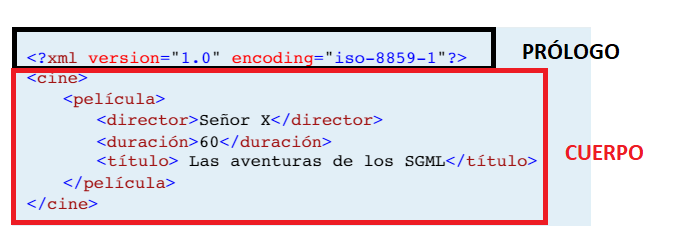 <?xml version="1.0" encoding="iso-8859-1"?> PRÓLOGO
<cine>
<película>
<director>Señor X</director>
<duración>60</duración>
<título> Las aventuras de los SGML</título> CUERPO
</película>
</cine>